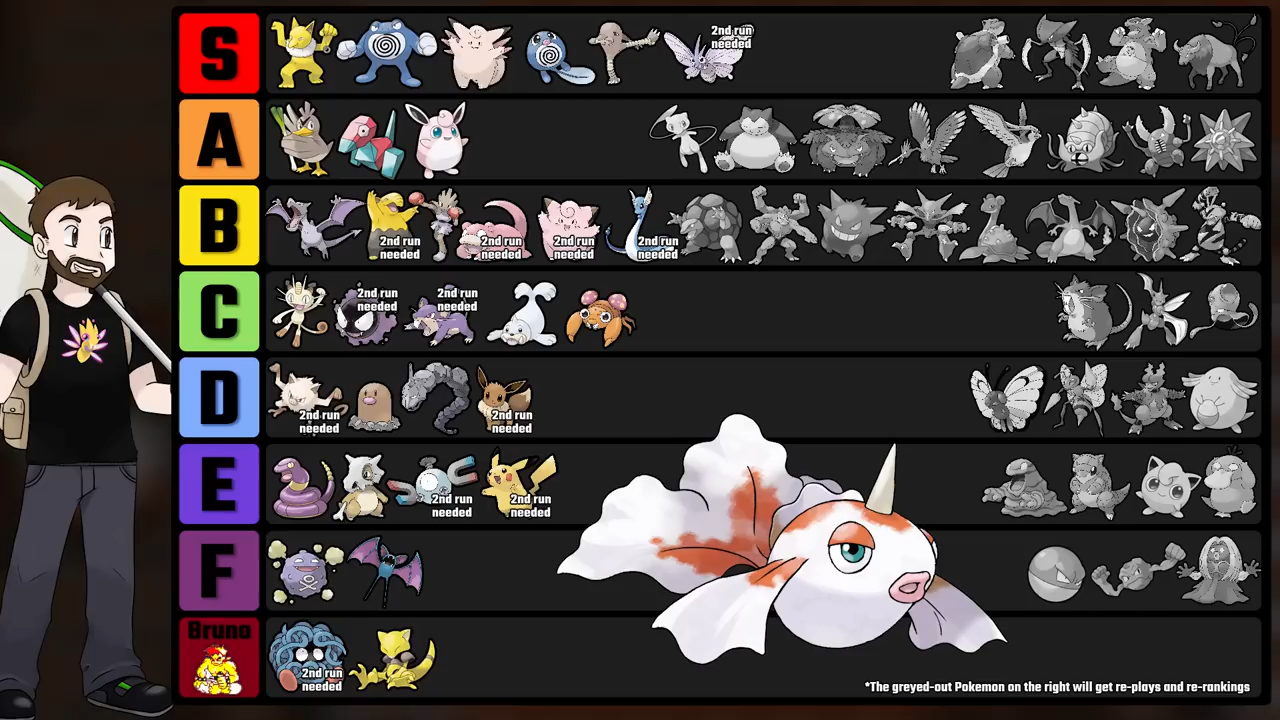 S
2nd run
needed
A
B
2nd run
needed
2nd run
needed
2nd run
needed
2nd run
needed
C
2nd run
needed
2nd run
needed
D
2nd run
needed
2nd run
needed
E
2nd run
needed
2nd run
needed
F
Bruno
2nd run
needed
*The greyed-out Pokemon on the right will get re-plays and re-rankings